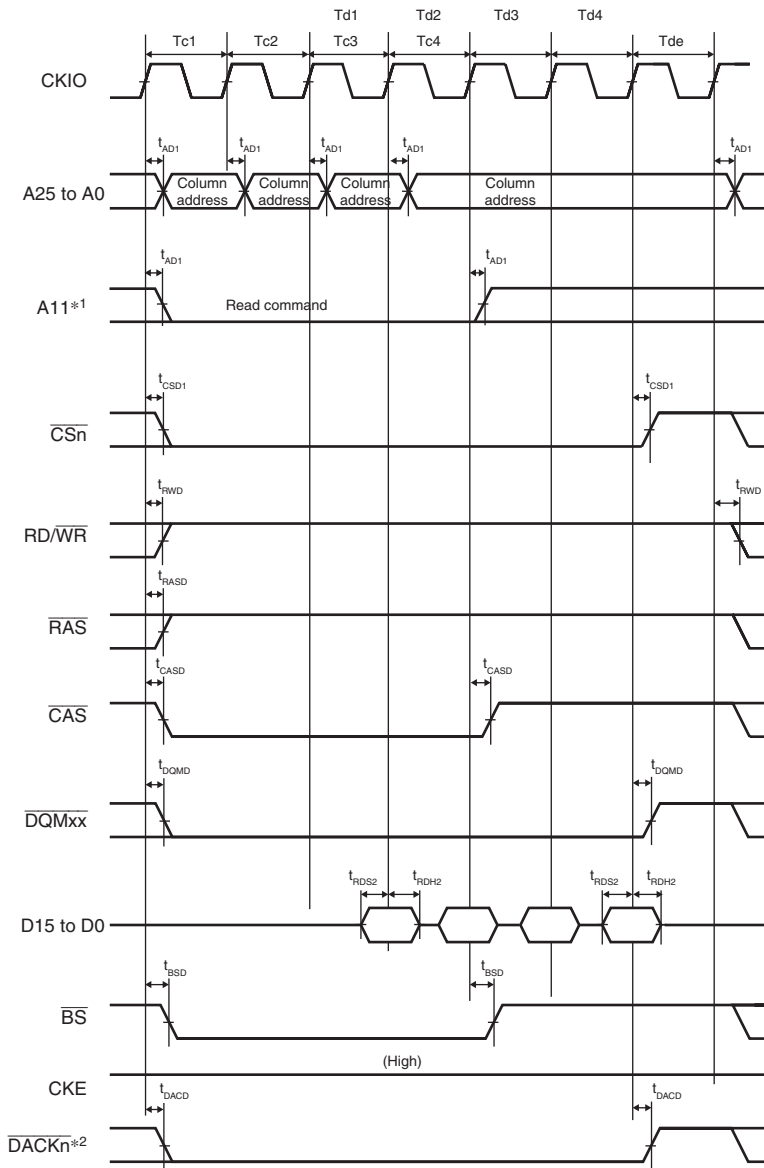 Td1 Td2 Td3 Td4
Tc1 Tc2 Tc3 Tc4 Tde
CKIO
tAD1 tAD1 tAD1 tAD1 tAD1
A25 to A0
Column address
Column address
Column address
Column address
tAD1 tAD1
A11*1
Read command
tCSD1 tCSD1
CSn
tRWD tRWD
RD/WR
tRASD
RAS
tCASD tCASD
CAS
tDQMD tDQMD
DQMxx
tRDS2 tRDH2 tRDS2 tRDH2
D15 to D0
tBSD tBSD
BS
(High)
CKE
tDACD tDACD
DACKn*2